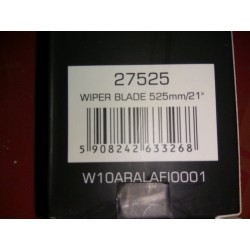 27525
WIPER BLADE 525mm/21"
5 908242 633268
W10ARALAFI0001